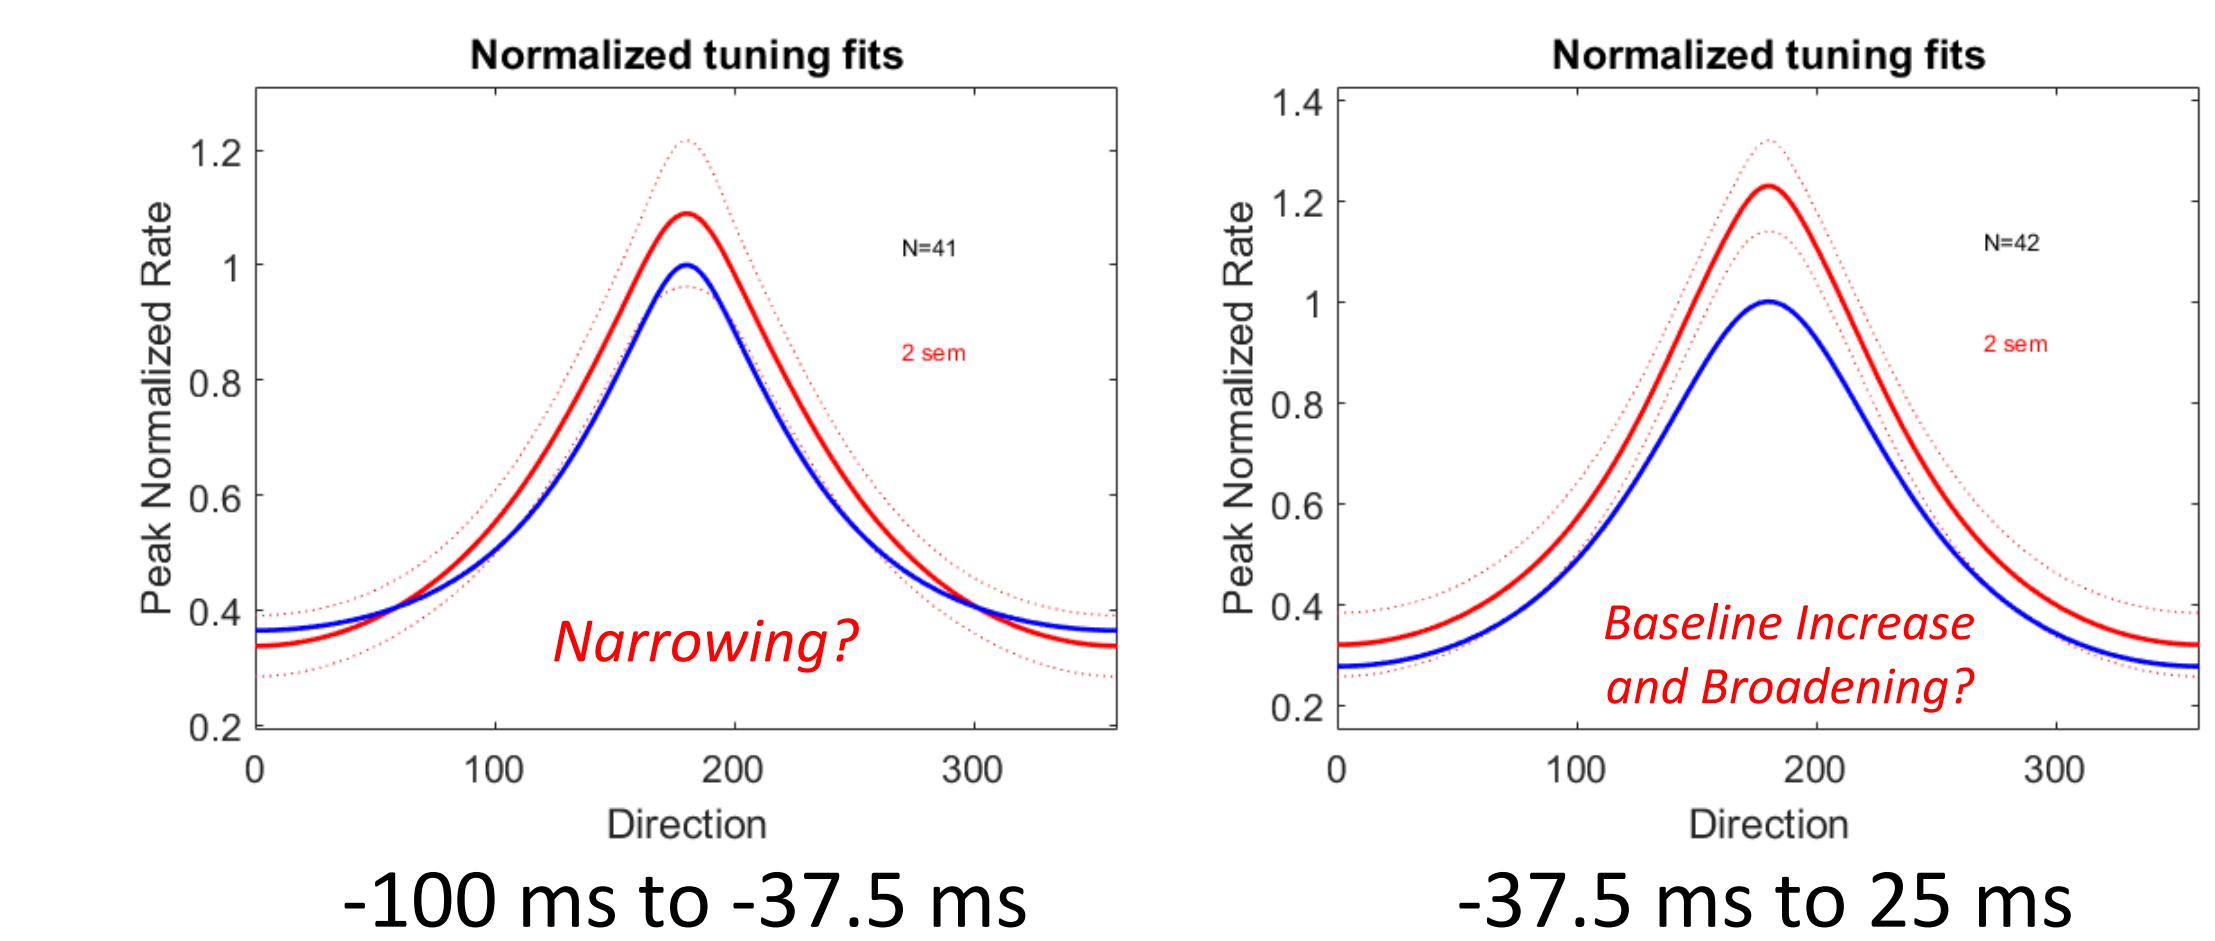 Normalized tuning fits
1.2
1
0.8
0.6
0.4
0.2
Peak Normalized Rate
N=41
2 sem
Narrowing?
0
100
200
300
Direction
-100 ms to -37.5 ms
Normalized tuning fits
1.4
1.2
1
0.8
0.6
0.4
0.2
Peak Normalized Rate
N=42
2 sem
Baseline Increase
and Broadening?
0
100
200
300
Direction
-37.5 ms to 25 ms